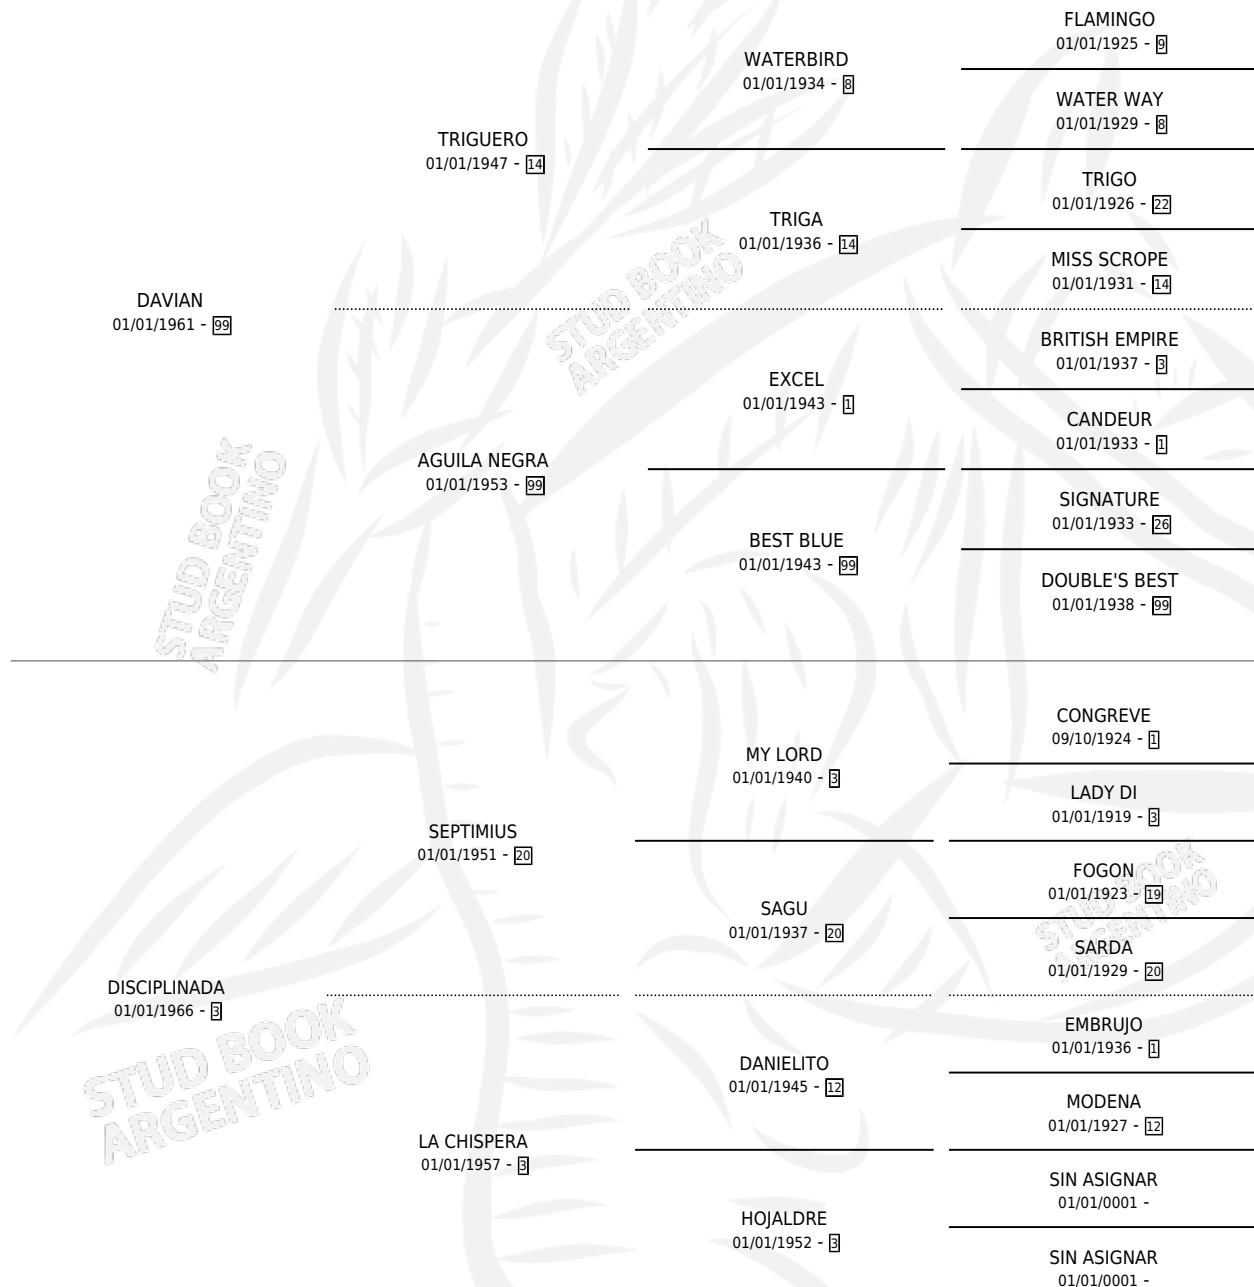 FLAMINGO
01/01/1925 - 9
WATERBIRD
01/01/1934 - 8
WATER WAY
01/01/1929 - 8
TRIGUERO
01/01/1947 - 14
TRIGO
01/01/1926 - 22
TRIGA
01/01/1936 - 14
MISS SCROPE
01/01/1931 - 14
DAVIAN
01/01/1961 - 99
BRITISH EMPIRE
01/01/1937 - 3
EXCEL
01/01/1943 - 1
CANDEUR
01/01/1933 - 1
AGUILA NEGRA
01/01/1953 - 99
SIGNATURE
01/01/1933 - 26
BEST BLUE
01/01/1943 - 99
DOUBLE'S BEST
01/01/1938 - 99
CONGREVE
09/10/1924 - 1
MY LORD
01/01/1940 - 3
LADY DI
01/01/1919 - 3
SEPTIMIUS
01/01/1951 - 20
FOGON
01/01/1923 - 19
SAGU
01/01/1937 - 20
SARDA
01/01/1929 - 20
DISCIPLINADA
01/01/1966 - 3
EMBRUJO
01/01/1936 - 1
DANIELITO
01/01/1945 - 12
MODENA
01/01/1927 - 12
LA CHISPERA
01/01/1957 - 3
SIN ASIGNAR
01/01/0001 -
HOJALDRE
01/01/1952 - 3
SIN ASIGNAR
01/01/0001 -
STUD BOOK
ARGENTINO
STUD BOOK
ARGENTINO
STUD BOOK
ARGENTINO
STUD BOOK
ARGENTINO